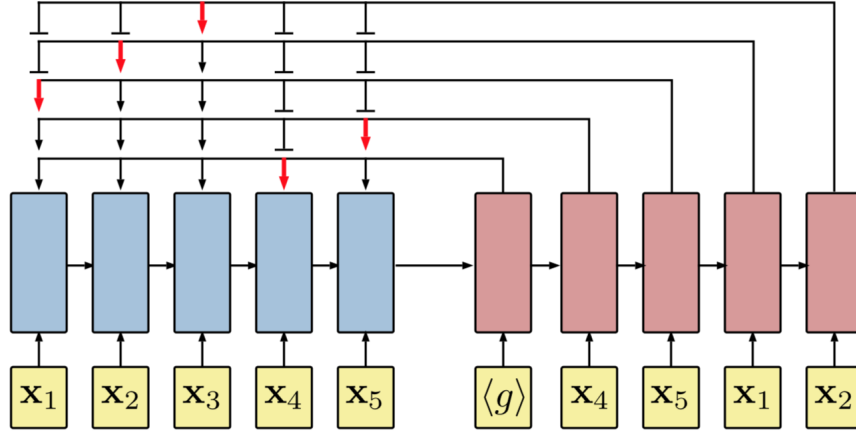 x₁ x₂ x₃ x₄ x₅ ⟨g⟩ x₄ x₅ x₁ x₂